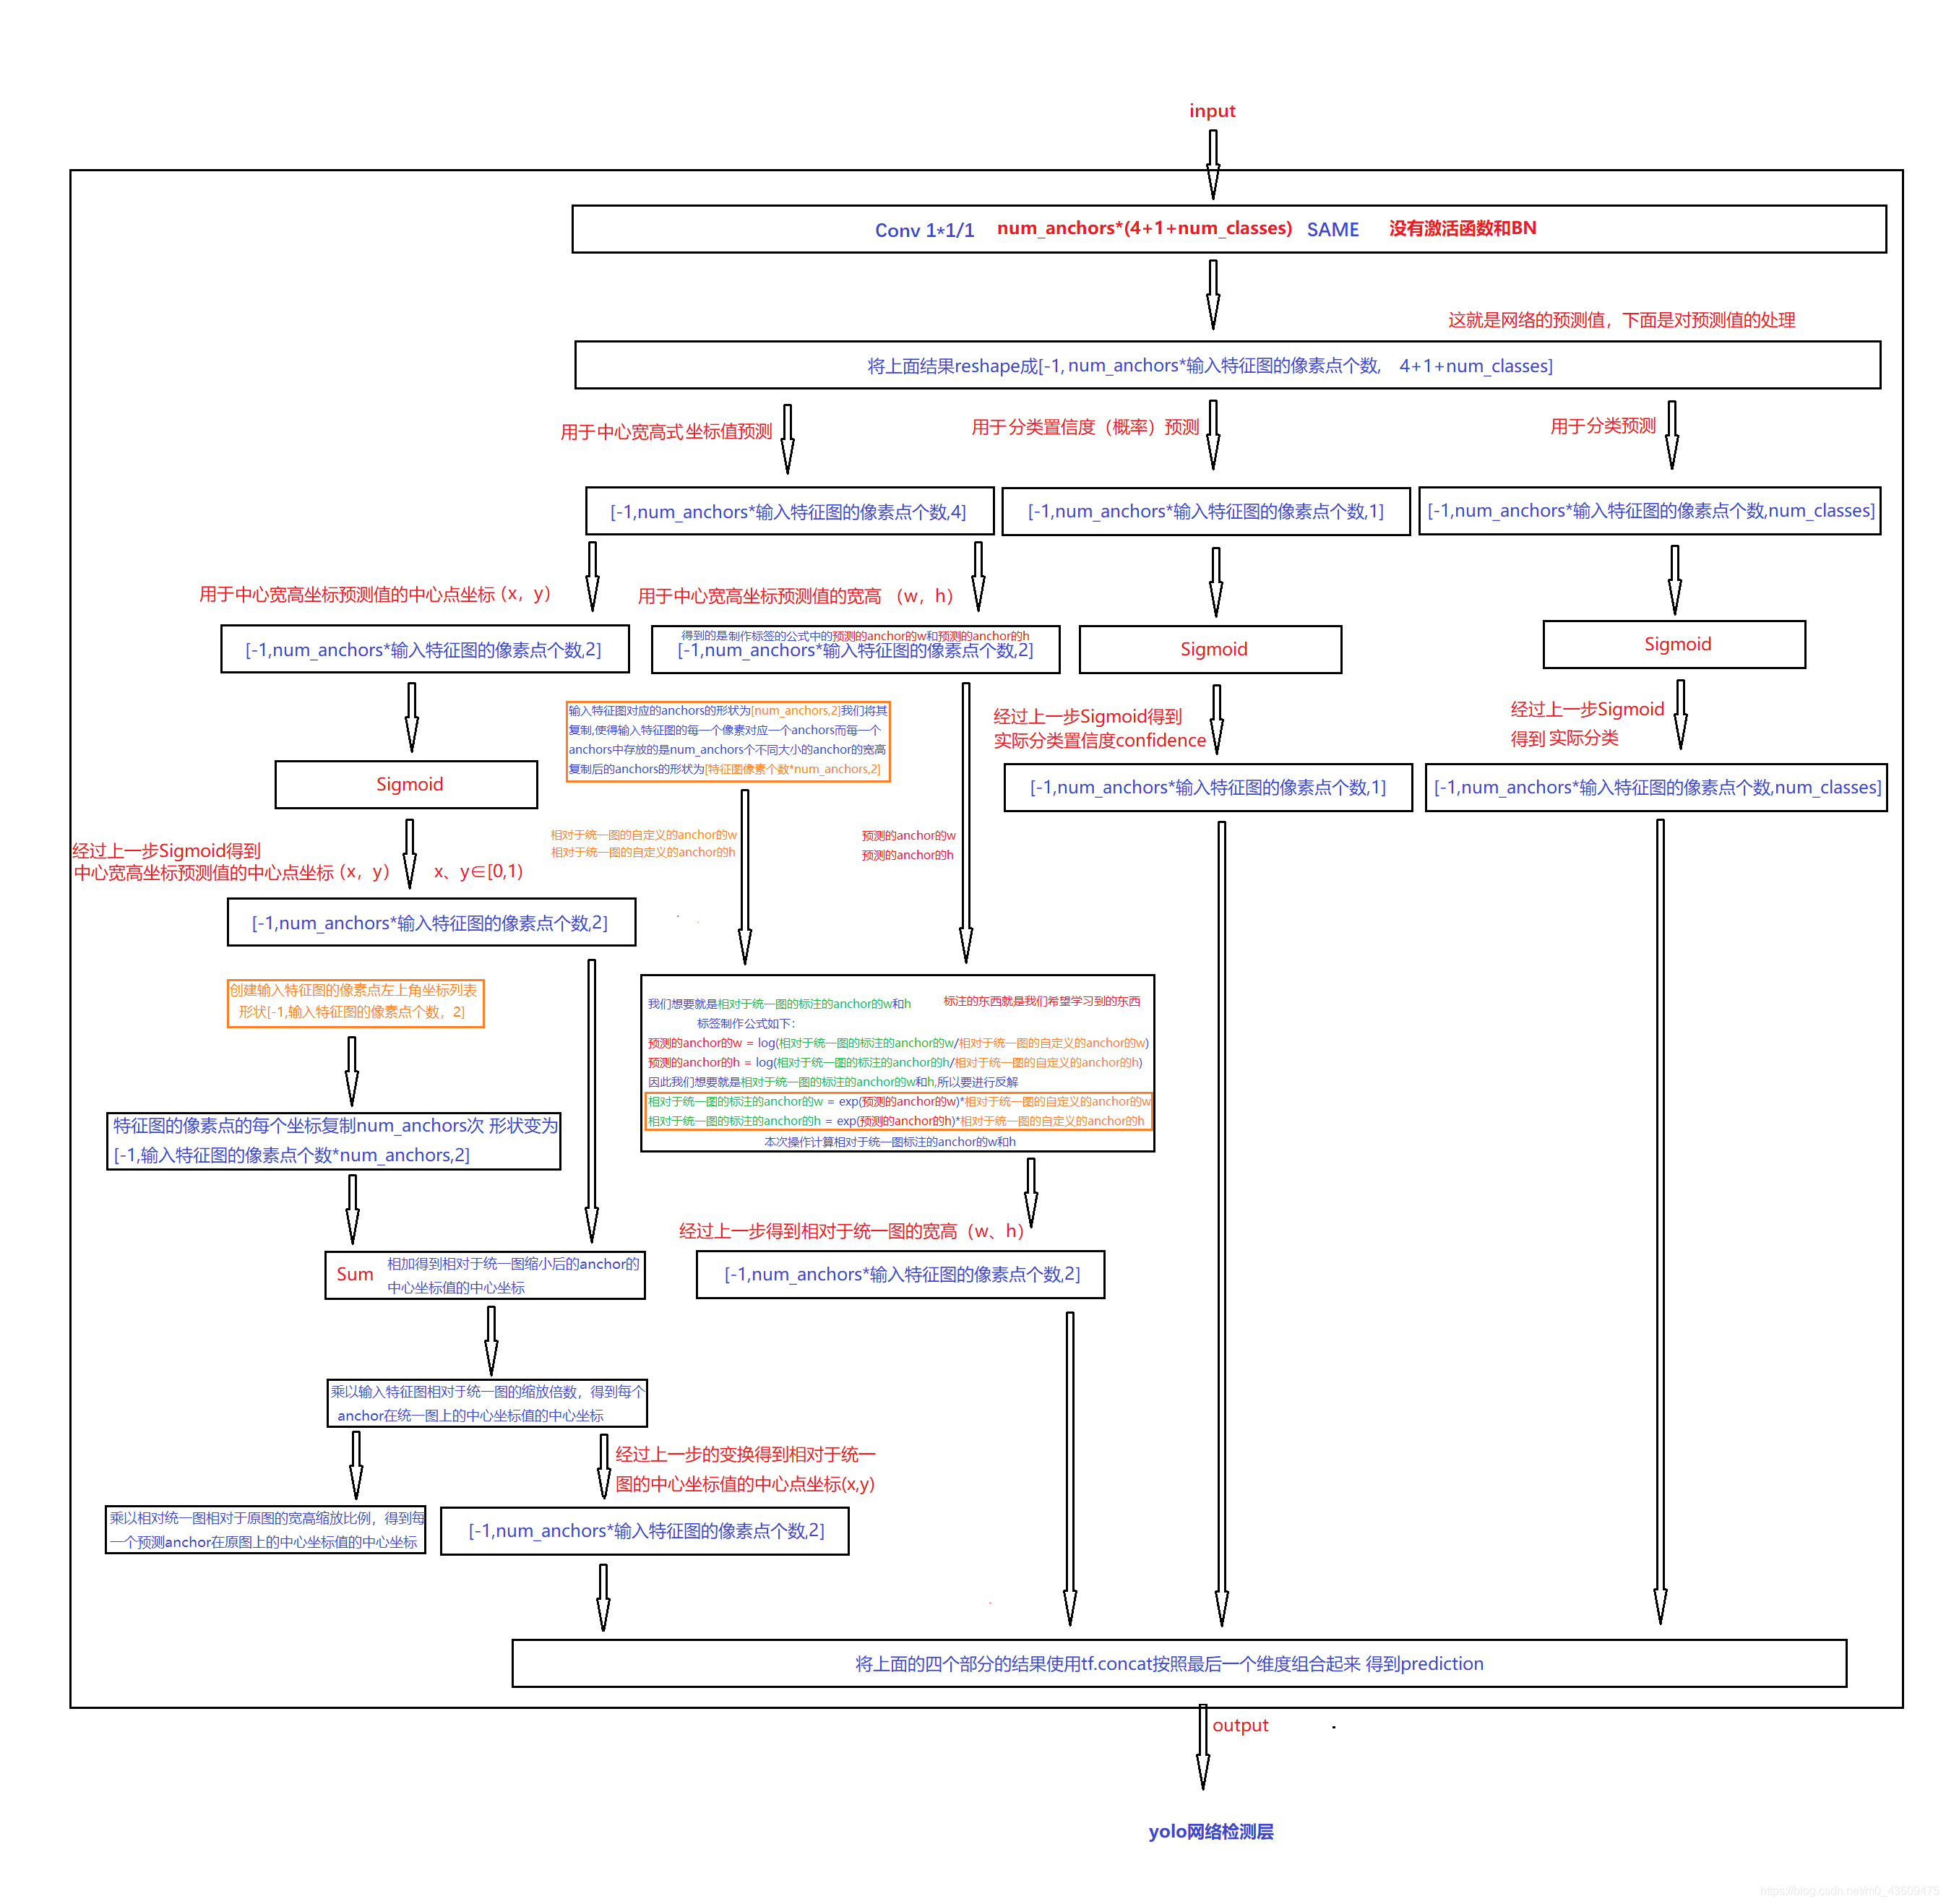 input
Conv 1*1/1 num_anchors*(4+1+num_classes) SAME 没有激活函数和BN
这就是网络的预测值，下面是对预测值的处理
将上面结果reshape成[-1, num_anchors*输入特征图的像素点个数, 4+1+num_classes]
用于中心宽高式坐标值预测
用于分类置信度（概率）预测
用于分类预测
[-1,num_anchors*输入特征图的像素点个数,4]
[-1,num_anchors*输入特征图的像素点个数,1]
[-1,num_anchors*输入特征图的像素点个数,num_classes]
用于中心宽高坐标预测值的中心点坐标（x，y）
用于中心宽高坐标预测值的宽高 （w，h）
[-1,num_anchors*输入特征图的像素点个数,2]
得到的是制作标签的公式中的预测的anchor的w和预测的anchor的h
[-1,num_anchors*输入特征图的像素点个数,2]
Sigmoid
Sigmoid
输入特征图对应的anchors的形状为[num_anchors,2]我们将其
复制,使得输入特征图的每一个像素对应一个anchors而每一个
anchors中存放的是num_anchors个不同大小的anchor的宽高
复制后的anchors的形状为[特征图像素个数*num_anchors,2]
经过上一步Sigmoid得到
实际分类置信度confidence
经过上一步Sigmoid
得到 实际分类
Sigmoid
[-1,num_anchors*输入特征图的像素点个数,1]
[-1,num_anchors*输入特征图的像素点个数,num_classes]
相对于统一图的自定义的anchor的w
相对于统一图的自定义的anchor的h
预测的anchor的w
预测的anchor的h
经过上一步Sigmoid得到
中心宽高坐标预测值的中心点坐标（x，y） x、y∈[0,1)
[-1,num_anchors*输入特征图的像素点个数,2]
创建输入特征图的像素点左上角坐标列表
形状[-1,输入特征图的像素点个数，2]
我们想要就是相对于统一图的标注的anchor的w和h 标注的东西就是我们希望学习到的东西
标签制作公式如下：
预测的anchor的w = log(相对于统一图的标注的anchor的w/相对于统一图的自定义的anchor的w)
预测的anchor的h = log(相对于统一图的标注的anchor的h/相对于统一图的自定义的anchor的h)
因此我们想要就是相对于统一图的标注的anchor的w和h,所以要进行反解
相对于统一图的标注的anchor的w = exp(预测的anchor的w)*相对于统一图的自定义的anchor的w
相对于统一图的标注的anchor的h = exp(预测的anchor的h)*相对于统一图的自定义的anchor的h
本次操作计算相对于统一图标注的anchor的w和h
特征图的像素点的每个坐标复制num_anchors次 形状变为
[-1,输入特征图的像素点个数*num_anchors,2]
经过上一步得到相对于统一图的宽高（w、h）
Sum 相加得到相对于统一图缩小后的anchor的
中心坐标值的中心坐标
[-1,num_anchors*输入特征图的像素点个数,2]
乘以输入特征图相对于统一图的缩放倍数，得到每个
anchor在统一图上的中心坐标值的中心坐标
经过上一步的变换得到相对于统一
图的中心坐标值的中心点坐标(x,y)
乘以相对统一图相对于原图的宽高缩放比例，得到每
一个预测anchor在原图上的中心坐标值的中心坐标
[-1,num_anchors*输入特征图的像素点个数,2]
将上面的四个部分的结果使用tf.concat按照最后一个维度组合起来 得到prediction
output
yolo网络检测层
https://blog.csdn.net/m0_43609475